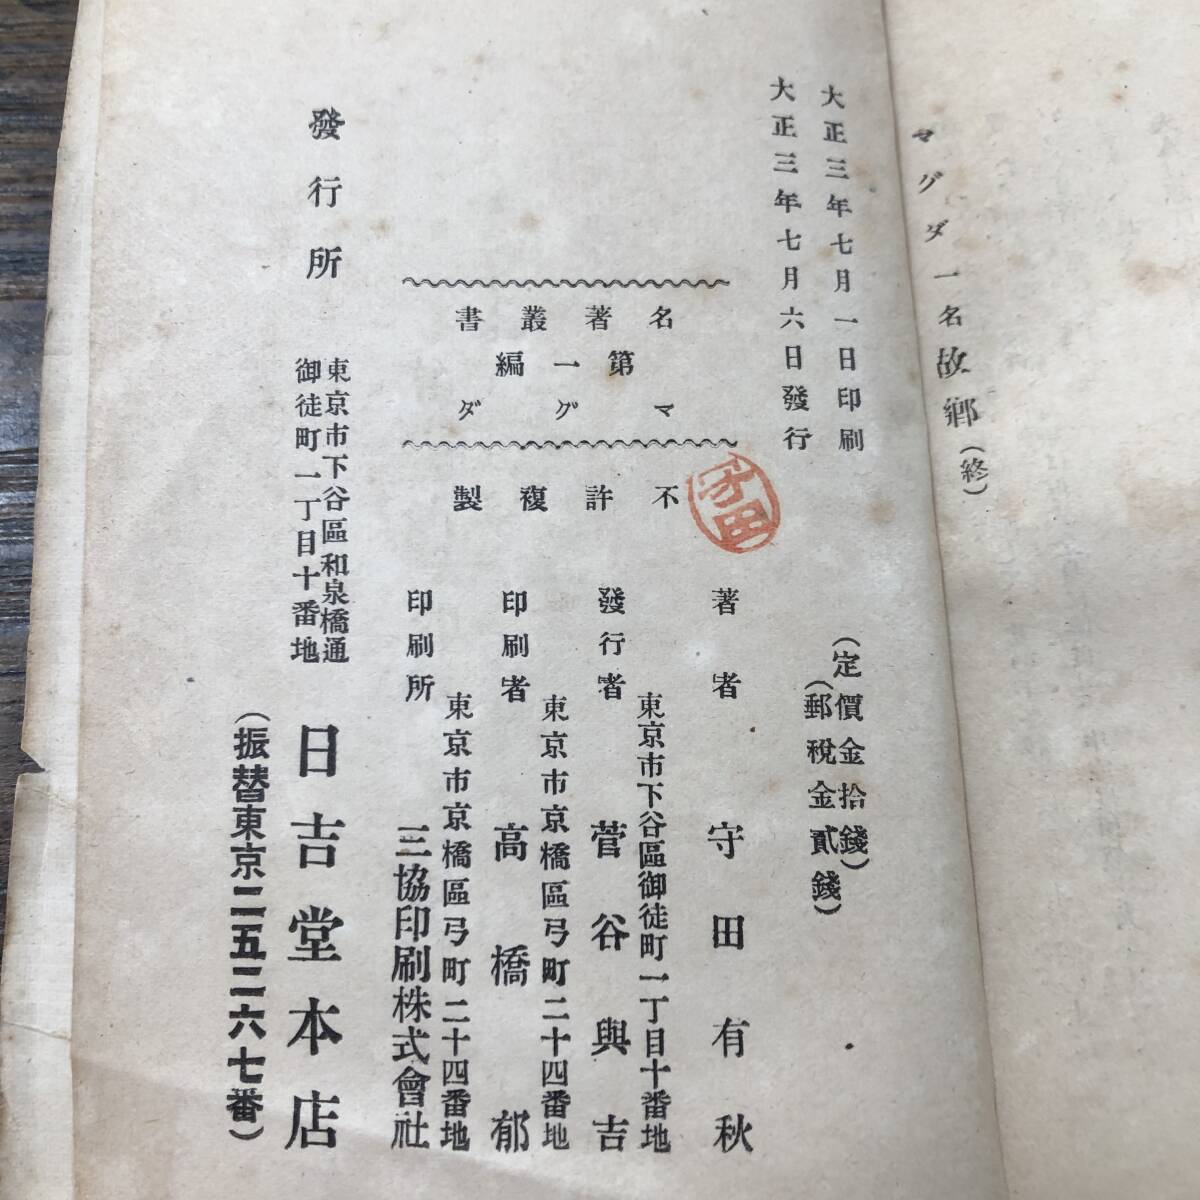 マグダ一名故鄕（終）
大正三年七月一日印刷
大正三年七月六日發行
（定價金拾錢）
（郵稅金貳錢）
名著叢書
第一編
マグダ
不許複製
守田
著者 守田有秋
東京市下谷區御徒町一丁目十番地
發行者 菅谷與吉
東京市京橋區弓町二十四番地
印刷者 高橋郁
東京市京橋區弓町二十四番地
印刷所 三協印刷株式會社
發行所
東京市下谷區和泉橋通
御徒町一丁目十番地
日吉堂本店
（振替東京二五二六七番）